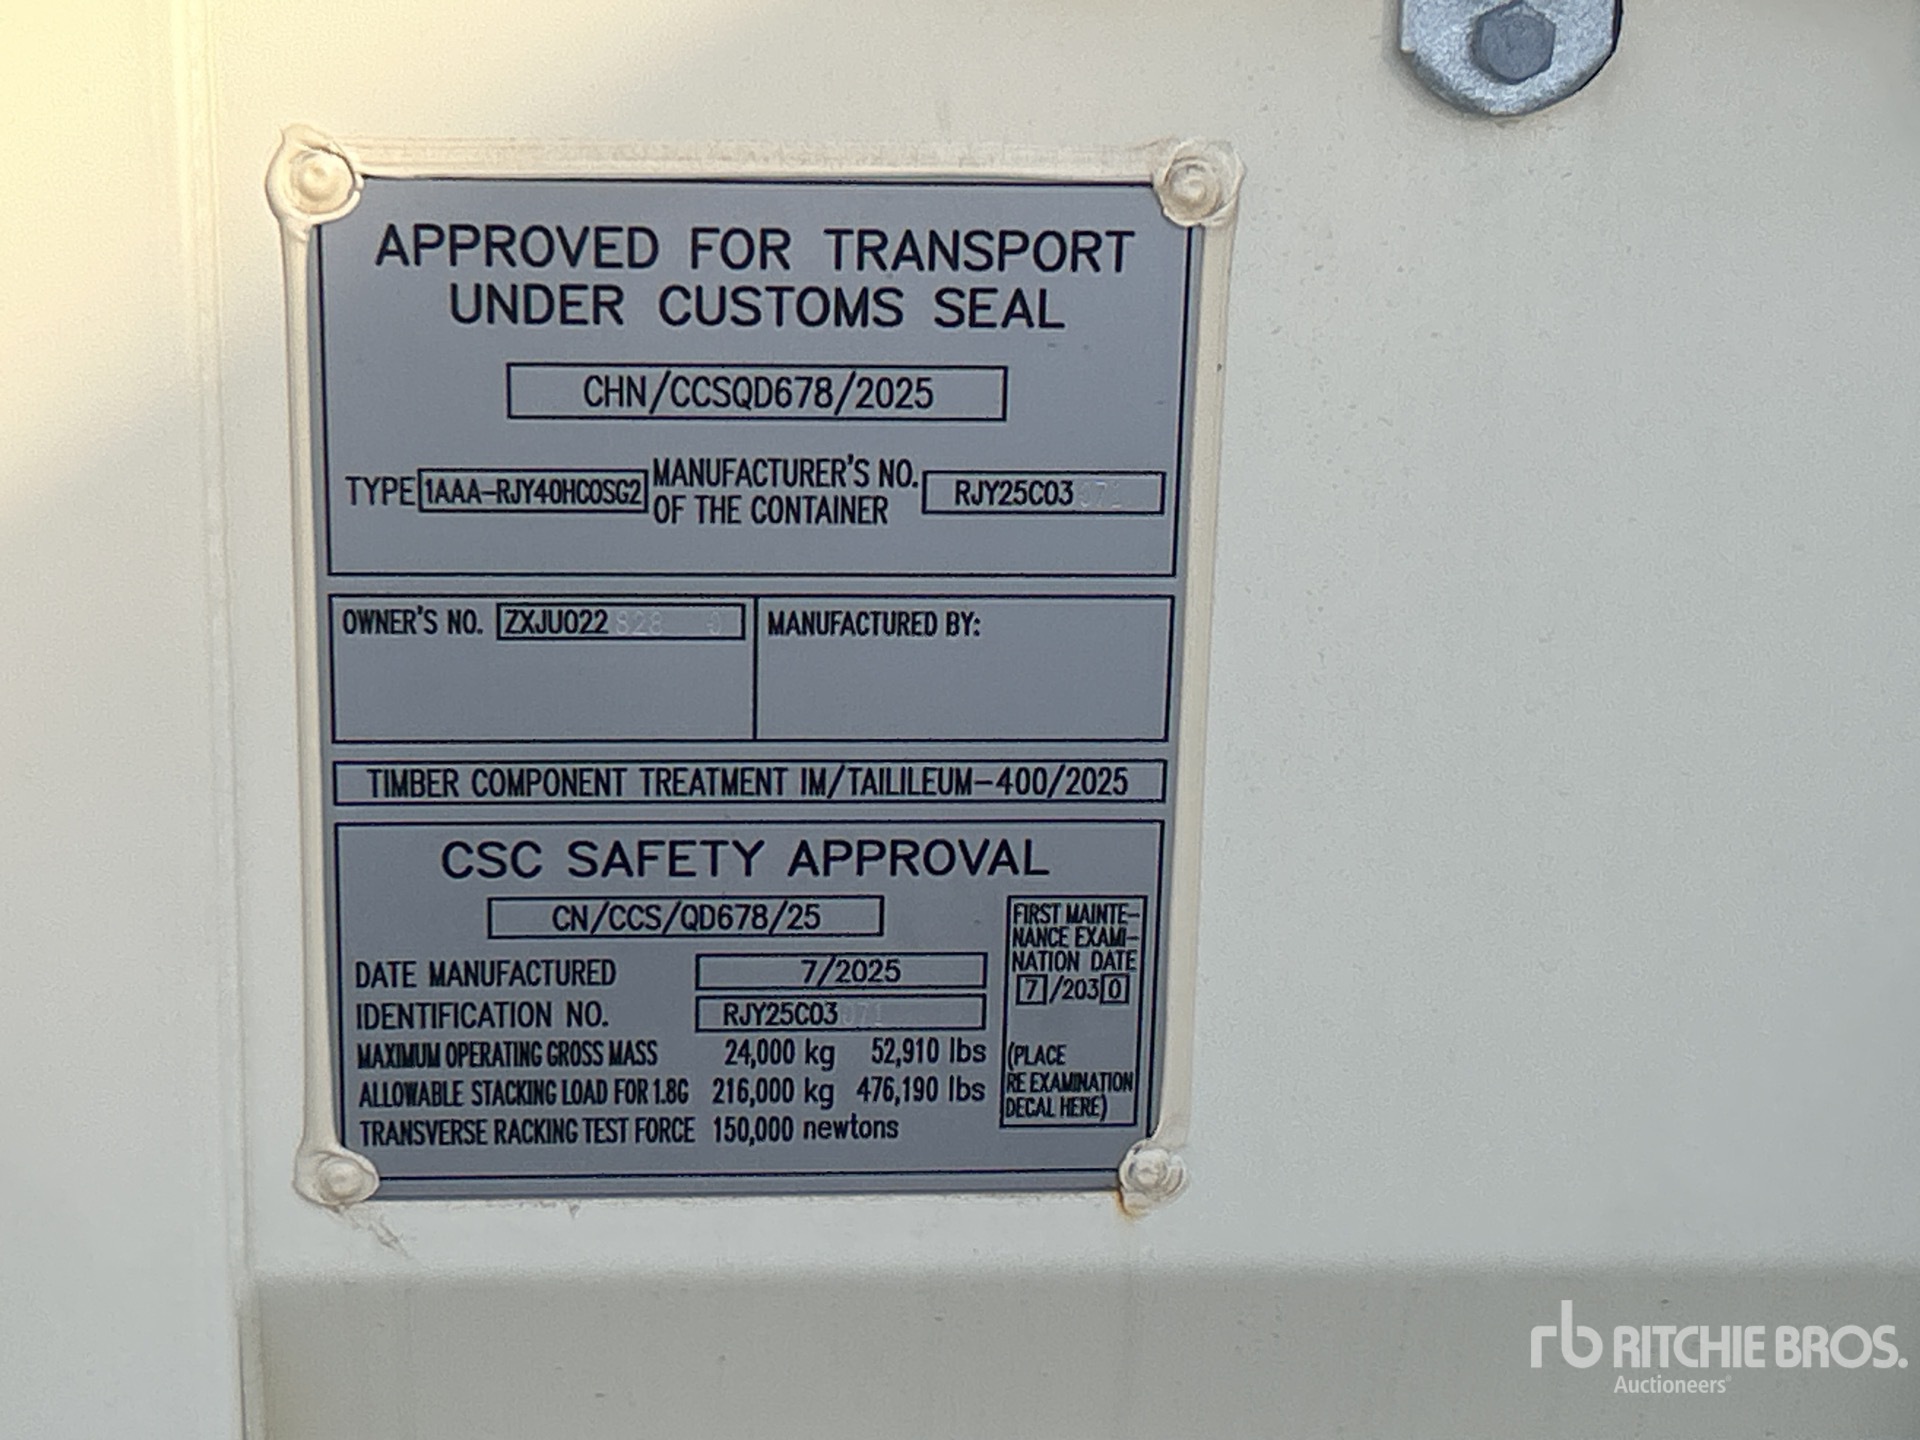 APPROVED FOR TRANSPORT
UNDER CUSTOMS SEAL
CHN/CCSQD678/2025
TYPE 1AAA-RJY40HCOSG2 MANUFACTURER'S NO.
OF THE CONTAINER RJY25C03
OWNER'S NO. ZXJU022 828 0
MANUFACTURED BY:
TIMBER COMPONENT TREATMENT IM/TAILILEUM-400/2025
CSC SAFETY APPROVAL
CN/CCS/QD678/25
DATE MANUFACTURED 7/2025
IDENTIFICATION NO. RJY25C03
MAXIMUM OPERATING GROSS MASS 24,000 kg 52,910 lbs
ALLOWABLE STACKING LOAD FOR 1.8G 216,000 kg 476,190 lbs
TRANSVERSE RACKING TEST FORCE 150,000 newtons
FIRST MAINTE-
NANCE EXAMI-
NATION DATE
7/2030
(PLACE
RE EXAMINATION
DECAL HERE)
rb RITCHIE BROS.
Auctioneers